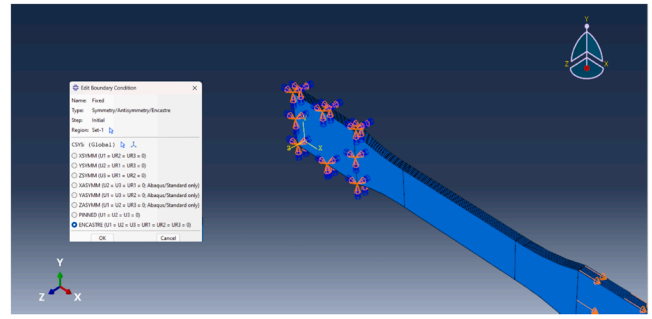 Edit Boundary Condition
Name: Fixed
Type: Symmetry/Antisymmetry/Encastre
Step: Initial
Region: Set-1
CSYS: (Global)
XSYMM (U1 = UR2 = UR3 = 0)
YSYMM (U2 = UR1 = UR3 = 0)
ZSYMM (U3 = UR1 = UR2 = 0)
XASYMM (U2 = U3 = UR1 = 0; Abaqus/Standard only)
YASYMM (U1 = U3 = UR2 = 0; Abaqus/Standard only)
ZASYMM (U1 = U2 = UR3 = 0; Abaqus/Standard only)
PINNED (U1 = U2 = U3 = 0)
ENCASTRE (U1 = U2 = U3 = UR1 = UR2 = UR3 = 0)
OK Cancel
Y
Z X
X
Y
Z X